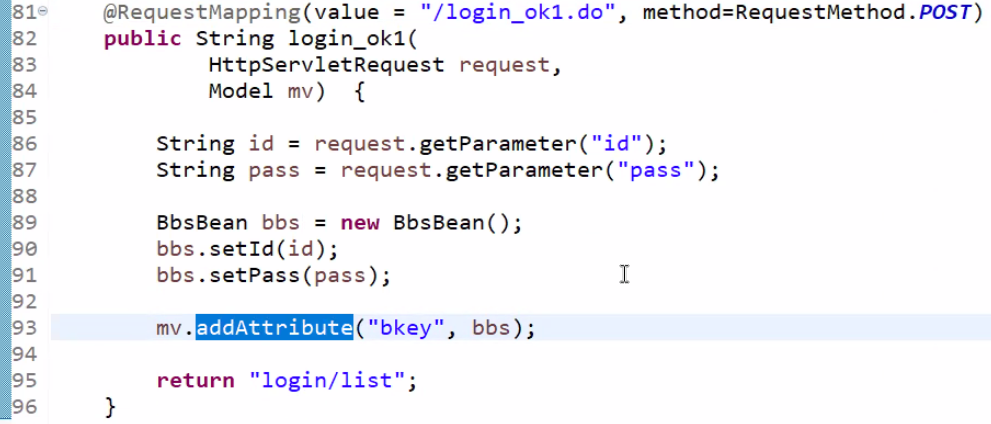 81 @RequestMapping(value = "/login_ok1.do", method=RequestMethod.POST)
82 public String login_ok1(
83 HttpServletRequest request,
84 Model mv)  {
85
86 String id = request.getParameter("id");
87 String pass = request.getParameter("pass");
88
89 BbsBean bbs = new BbsBean();
90 bbs.setId(id);
91 bbs.setPass(pass);
92
93 mv.addAttribute("bkey", bbs);
94
95 return "login/list";
96 }